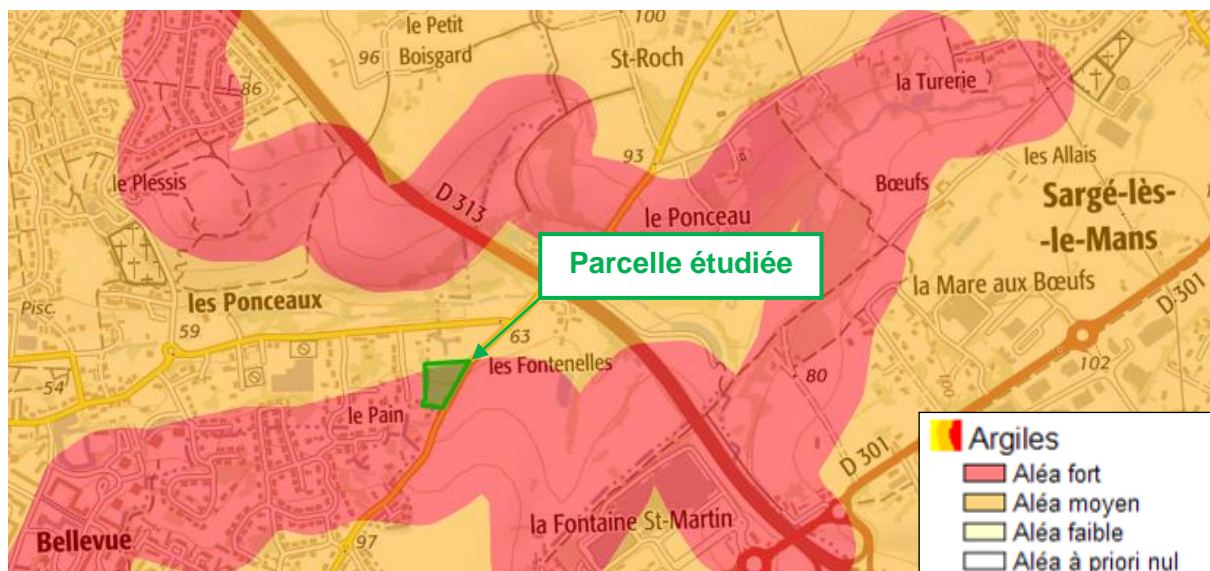 le Petit
Boisgard
100
96
St-Roch
86
la Turerie
le Plessis
93
les Allais
Bœufs
D 313
le Ponceau
Sargé-lès-
-le-Mans
Parcelle étudiée
la Mare aux Bœufs
D 301
Pisc.
les Ponceaux
59
63
102
les Fontenelles
54
80
100
le Pain
D 301
la Fontaine St-Martin
Bellevue
97
Argiles
Aléa fort
Aléa moyen
Aléa faible
Aléa à priori nul